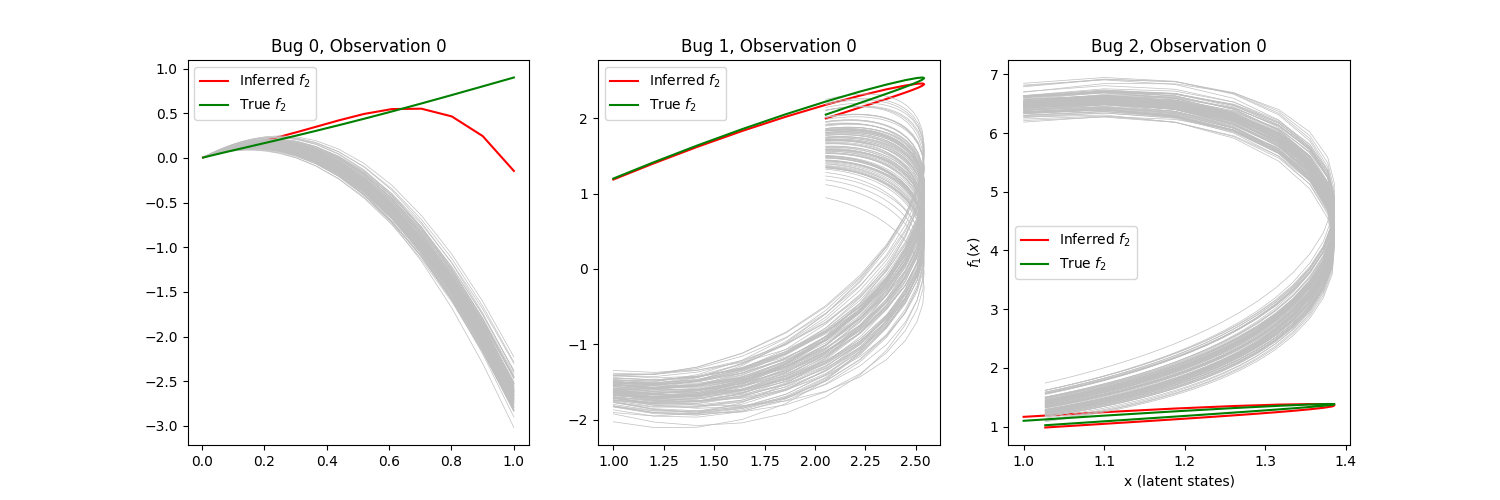 Bug 0, Observation 0
Inferred f₂
True f₂
1.0
0.5
0.0
−0.5
−1.0
−1.5
−2.0
−2.5
−3.0
0.0 0.2 0.4 0.6 0.8 1.0
Bug 1, Observation 0
Inferred f₂
True f₂
2
1
0
−1
−2
1.00 1.25 1.50 1.75 2.00 2.25 2.50
Bug 2, Observation 0
7
6
5
4
3
2
1
f₁(x)
Inferred f₂
True f₂
1.0 1.1 1.2 1.3 1.4
x (latent states)